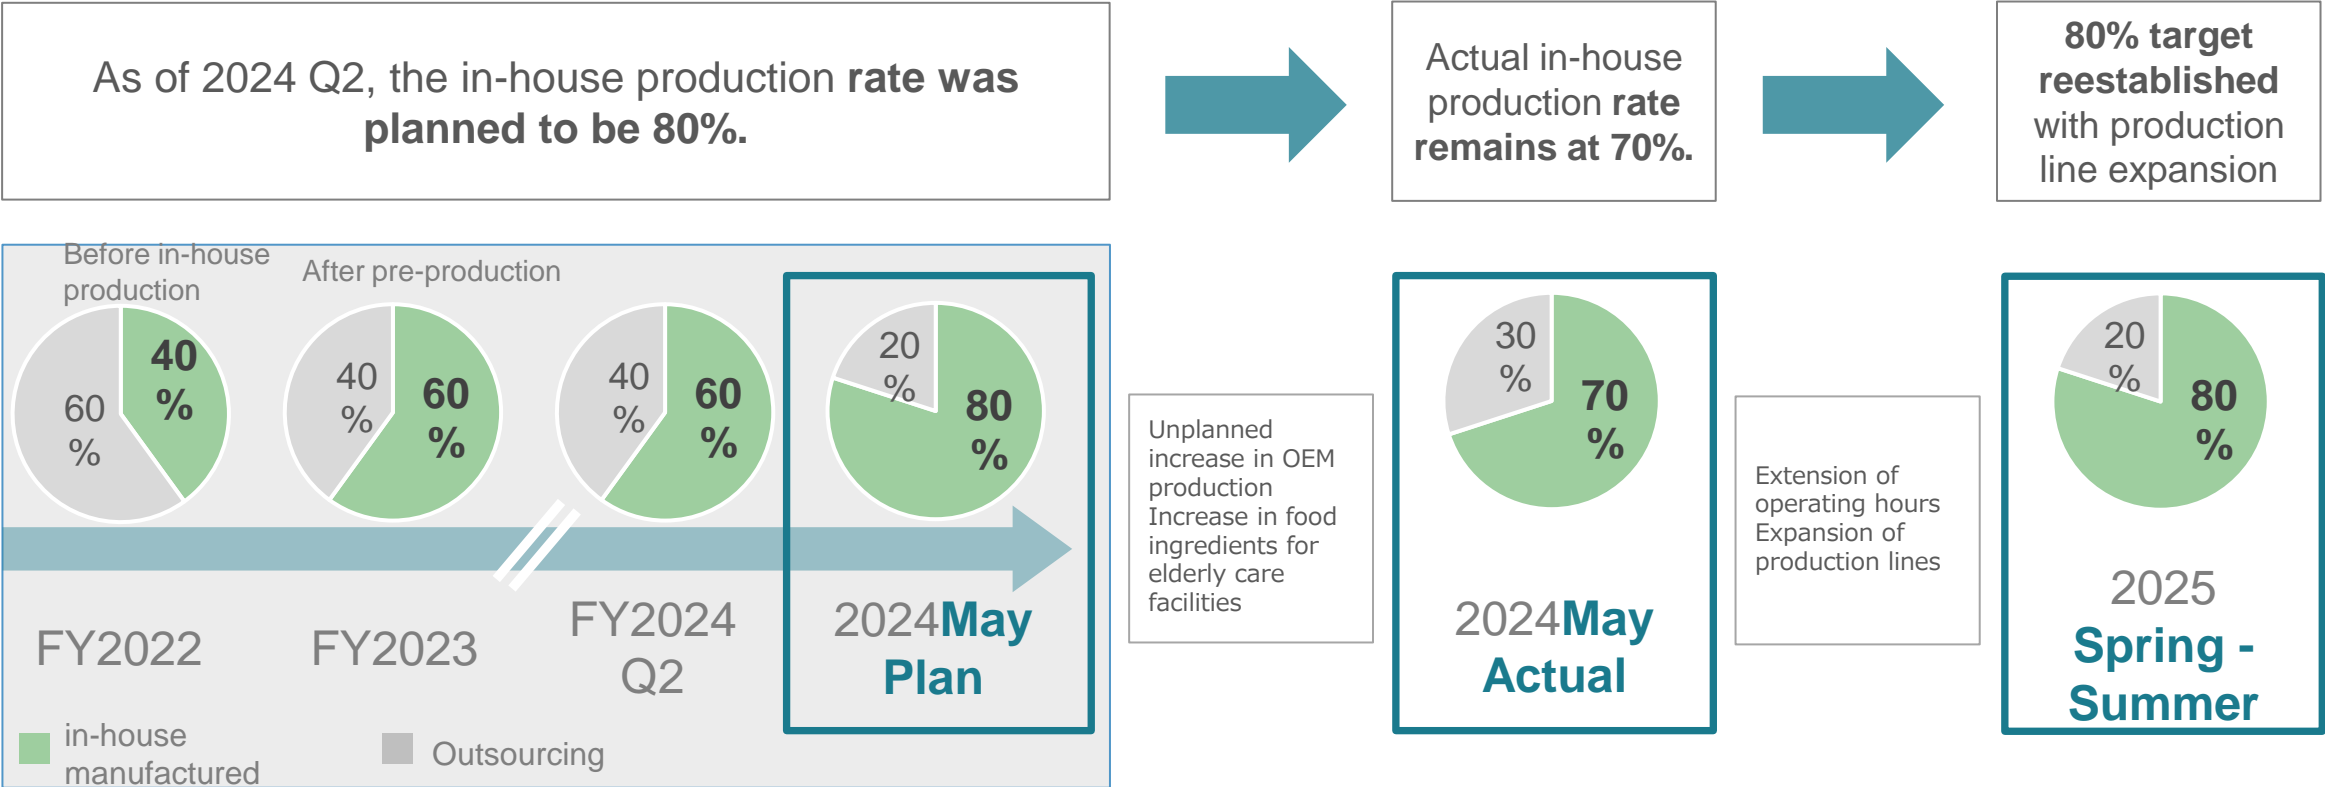 As of 2024 Q2, the in-house production rate was
planned to be 80%.
Actual in-house
production rate
remains at 70%.
80% target
reestablished
with production
line expansion
Before in-house
production
After pre-production
40
%
60
%
40
%
60
%
40
%
60
%
20
%
80
%
FY2022
FY2023
FY2024
Q2
2024May
Plan
in-house
manufactured
Outsourcing
Unplanned
increase in OEM
production
Increase in food
ingredients for
elderly care
facilities
30
%
70
%
2024May
Actual
Extension of
operating hours
Expansion of
production lines
20
%
80
%
2025
Spring -
Summer